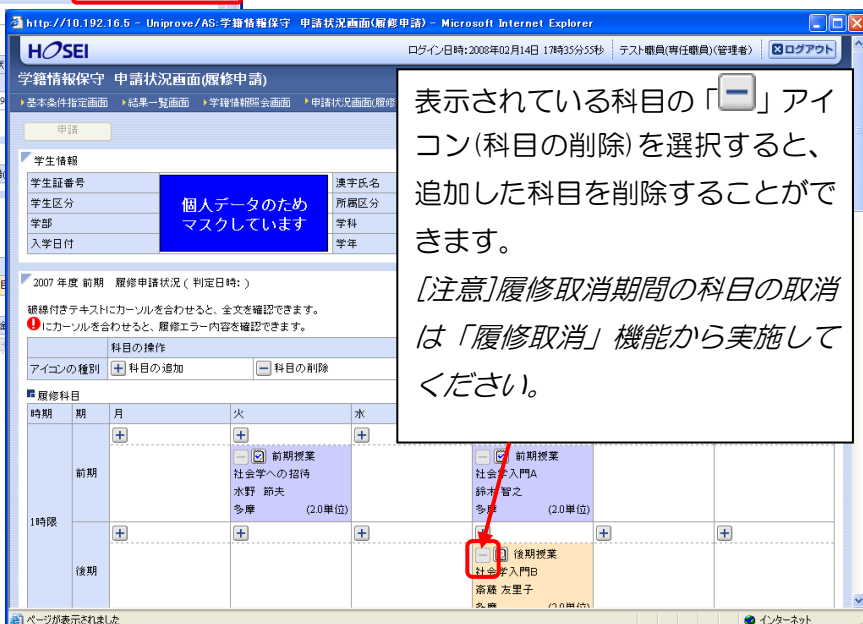 http://10.192.16.5 - Uniprove/AS:学籍情報保守 申請状況画面(履修申請) - Microsoft Internet Explorer
HOSEI
ログイン日時:2008年02月14日 17時35分55秒 テスト職員(専任職員)(管理者) ログアウト
学籍情報保守 申請状況画面(履修申請)
基本条件指定画面 結果一覧画面 学籍情報照会画面 申請状況画面(履修
申請
学生情報
学生証番号 漢字氏名
学生区分 所属区分
学部 学科
入学日付 学年
個人データのため
マスクしています
表示されている科目の「－」アイ
コン(科目の削除)を選択すると、
追加した科目を削除することがで
きます。
[注意]履修取消期間の科目の取消
は「履修取消」機能から実施して
ください。
2007 年度 前期 履修申請状況 ( 判定日時: )
破線付きテキストにカーソルを合わせると、全文を確認できます。
にカーソルを合わせると、履修エラー内容を確認できます。
科目の操作
アイコンの種別 + 科目の追加 － 科目の削除
履修科目
時期 期 月 火 水
1時限
前期
前期授業
社会学への招待
水野 節夫
多摩 (2.0単位)
前期授業
社会学入門A
鈴木 智之
多摩 (2.0単位)
後期
後期授業
社会学入門B
斎藤 友里子
多摩 (2.0単位)
ページが表示されました
インターネット